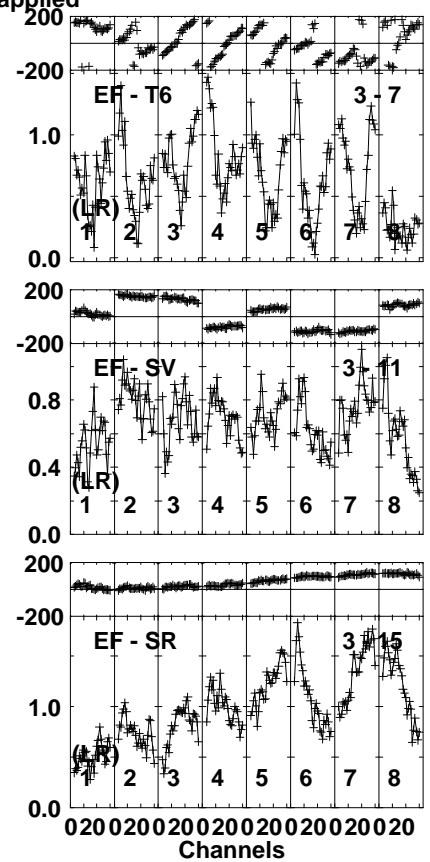 applied
200
-200
EF - T6 3 - 7
1.0
(LR)
1 2 3 4 5 6 7 8
0.0
200
-200
EF - SV 3 - 11
0.8
0.4
(LR)
1 2 3 4 5 6 7 8
0.0
200
-200
EF - SR 3 - 15
1.0
(LR)
1 2 3 4 5 6 7 8
0.0
0 20 0 20 0 20 0 20 0 20 0 20 0 20 0 20
Channels